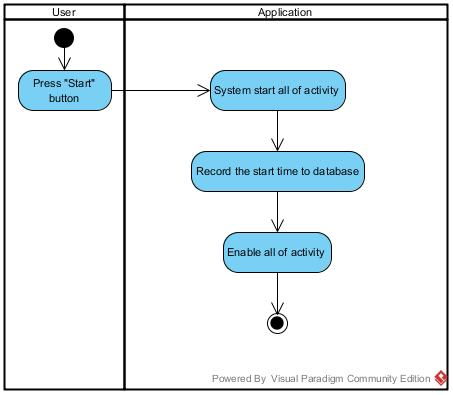 User
Application
Press "Start"
button
System start all of activity
Record the start time to database
Enable all of activity
Powered By Visual Paradigm Community Edition